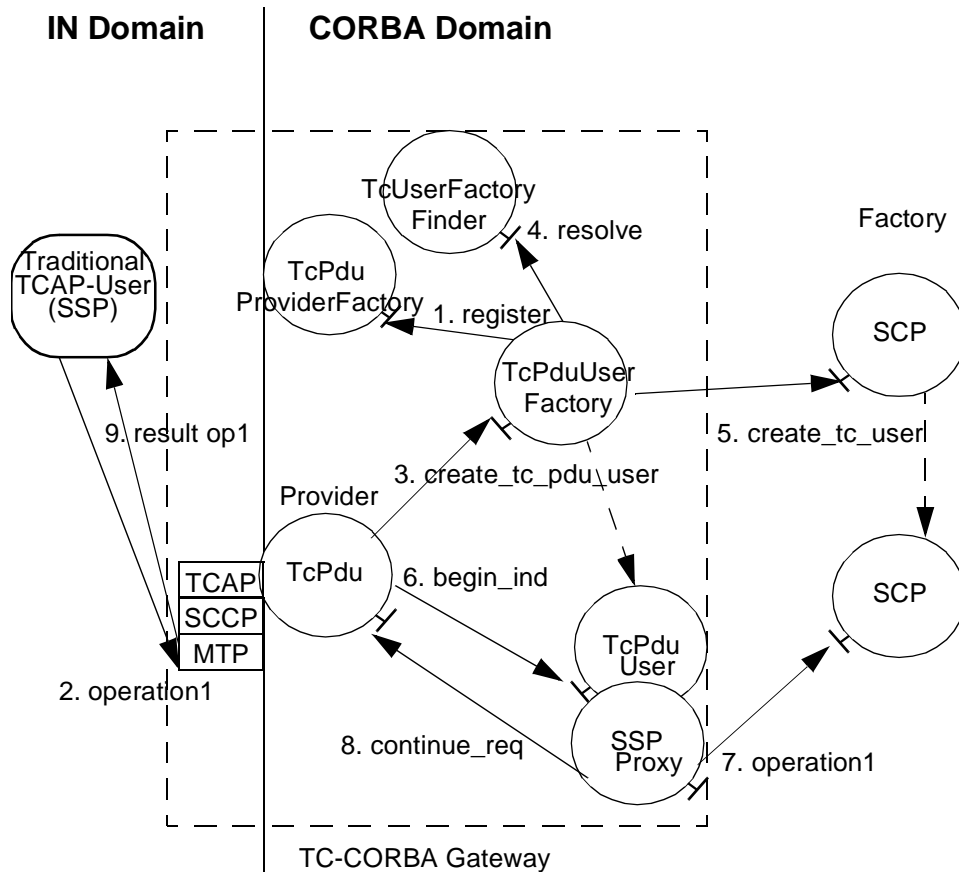 IN Domain
CORBA Domain
TcUserFactory
Finder
4. resolve
Factory
Traditional
TCAP-User
(SSP)
TcPdu
ProviderFactory
1. register
SCP
TcPduUser
Factory
9. result op1
5. create_tc_user
3. create_tc_pdu_user
Provider
TcPdu
6. begin_ind
TCAP
SCCP
MTP
SCP
TcPdu
User
2. operation1
8. continue_req
SSP
Proxy
7. operation1
TC-CORBA Gateway